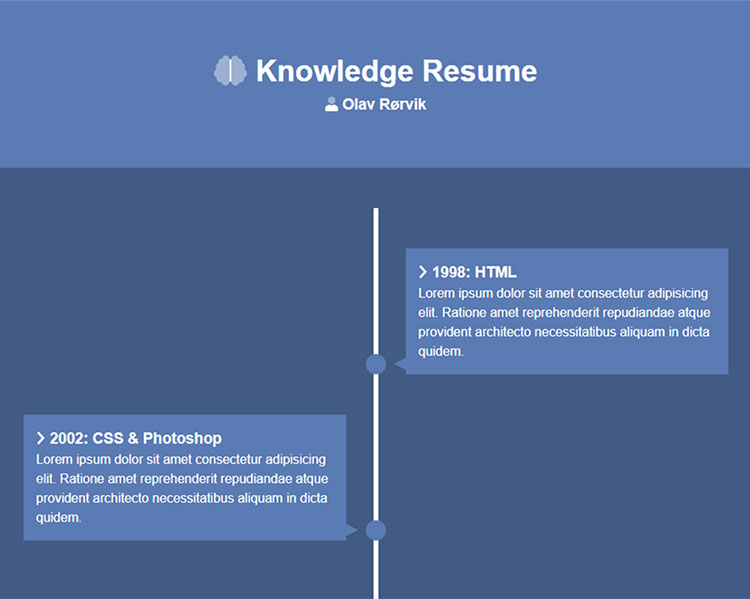 Knowledge Resume
Olav Rørvik
1998: HTML
Lorem ipsum dolor sit amet consectetur adipisicing
elit. Ratione amet reprehenderit repudiandae atque
provident architecto necessitatibus aliquam in dicta
quidem.
2002: CSS & Photoshop
Lorem ipsum dolor sit amet consectetur adipisicing
elit. Ratione amet reprehenderit repudiandae atque
provident architecto necessitatibus aliquam in dicta
quidem.